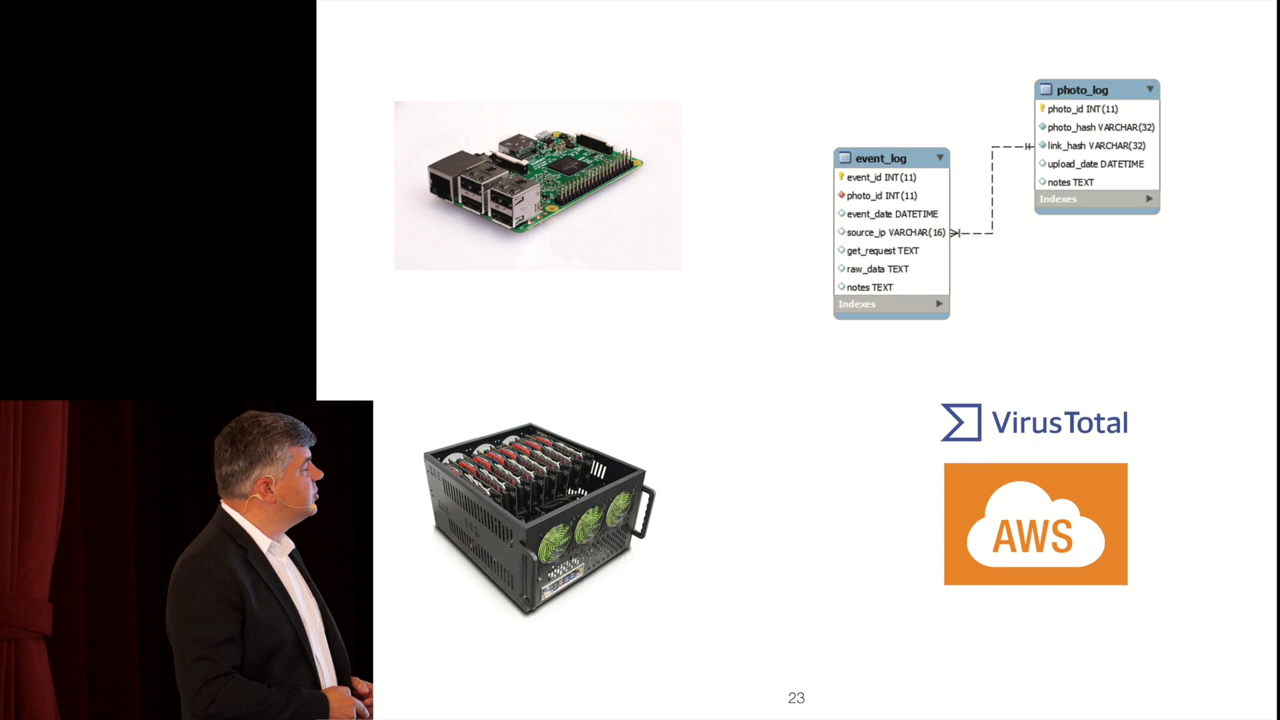 photo_log
photo_id INT(11)
photo_hash VARCHAR(32)
link_hash VARCHAR(32)
upload_date DATETIME
notes TEXT
Indexes
event_log
event_id INT(11)
photo_id INT(11)
event_date DATETIME
source_ip VARCHAR(16)
get_request TEXT
raw_data TEXT
notes TEXT
Indexes
VirusTotal
AWS
23